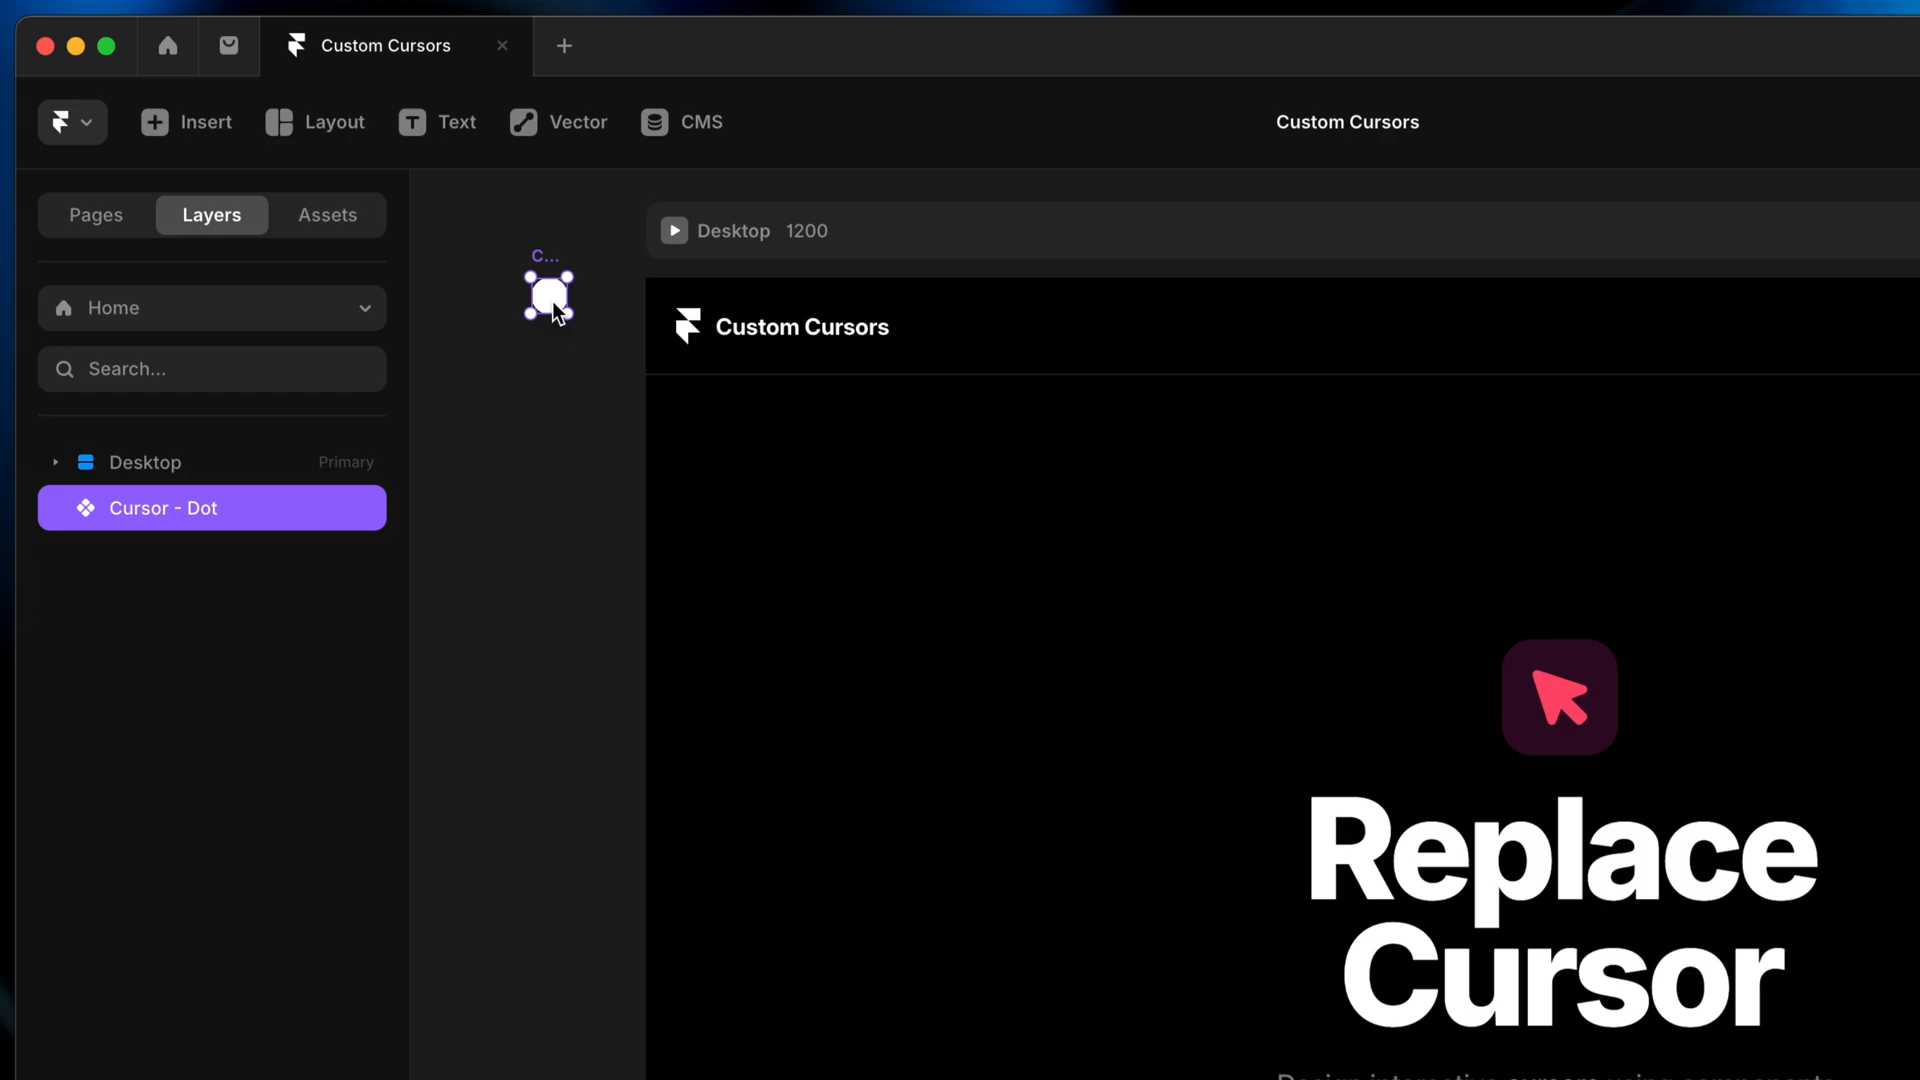 Custom Cursors
Insert
Layout
Text
Vector
CMS
Custom Cursors
Pages
Layers
Assets
Home
Search...
Desktop
Primary
Cursor - Dot
C...
Desktop 1200
Custom Cursors
Replace
Cursor